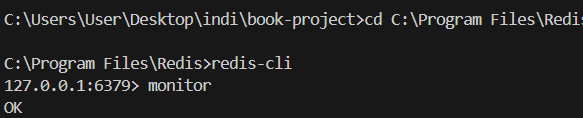 C:\Users\User\Desktop\indi\book-project>cd C:\Program Files\Redis
C:\Program Files\Redis>redis-cli
127.0.0.1:6379> monitor
OK